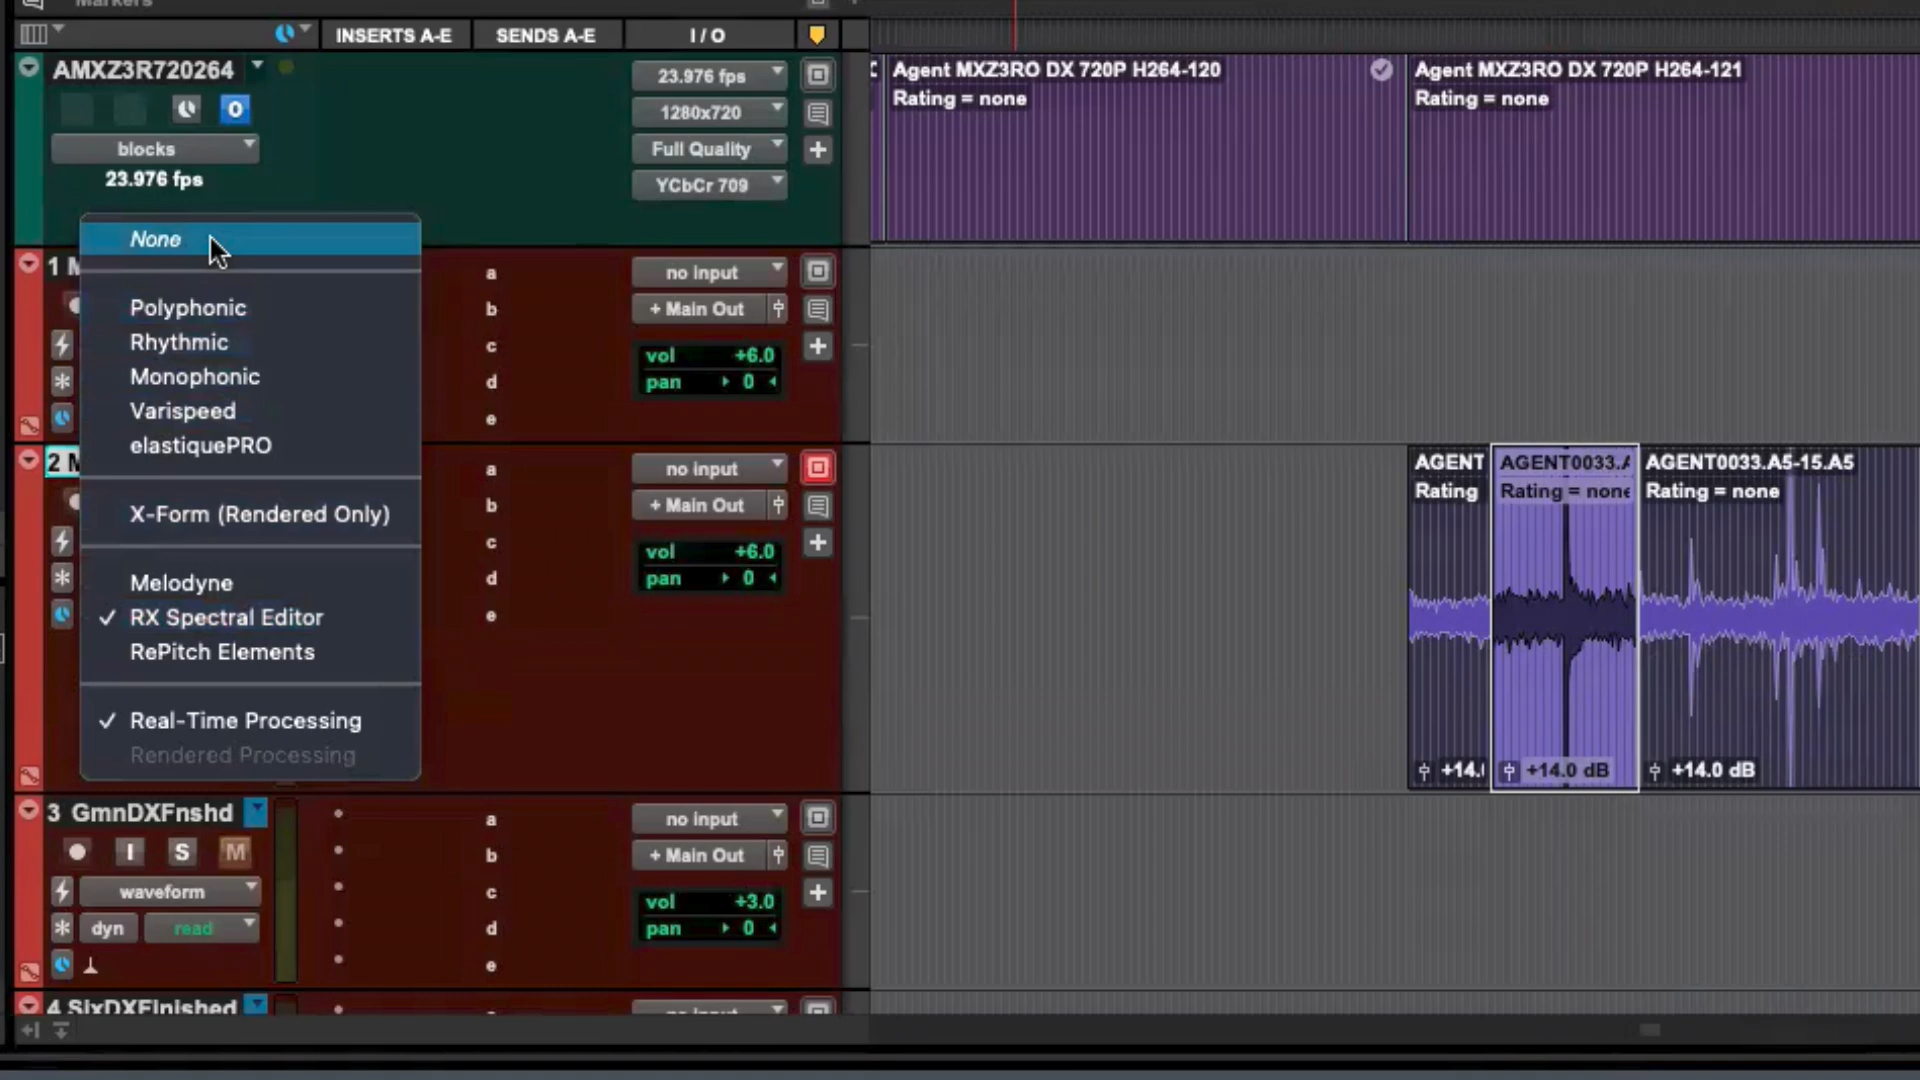 Markers
INSERTS A-E
SENDS A-E
I / O
AMXZ3R720264
23.976 fps
1280x720
Full Quality
YCbCr 709
blocks
23.976 fps
Agent MXZ3RO DX 720P H264-120
Rating = none
Agent MXZ3RO DX 720P H264-121
Rating = none
None
Polyphonic
Rhythmic
Monophonic
Varispeed
elastiquePRO
X-Form (Rendered Only)
Melodyne
RX Spectral Editor
RePitch Elements
Real-Time Processing
Rendered Processing
1 M
a
b
c
d
e
no input
+ Main Out
vol +6.0
pan 0
2 M
a
b
c
d
e
no input
+ Main Out
vol +6.0
pan 0
AGENT
Rating
+14.
AGENT0033.A
Rating = none
+14.0 dB
AGENT0033.A5-15.A5
Rating = none
+14.0 dB
3 GmnDXFnshd
I S M
waveform
dyn read
a
b
c
d
e
no input
+ Main Out
vol +3.0
pan 0
4 SixDXFinished
no input